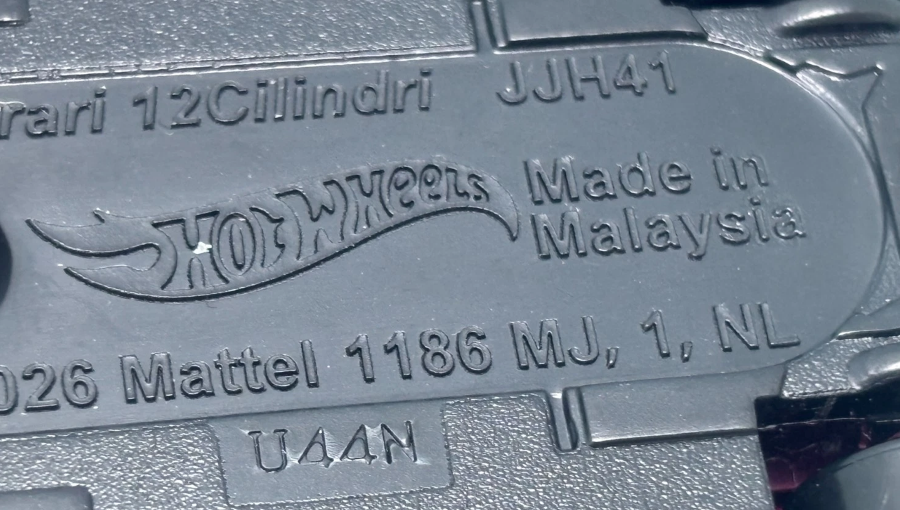 rari 12Cilindri JJH41
Hot Wheels
Made in
Malaysia
026 Mattel 1186 MJ, 1, NL
U44N